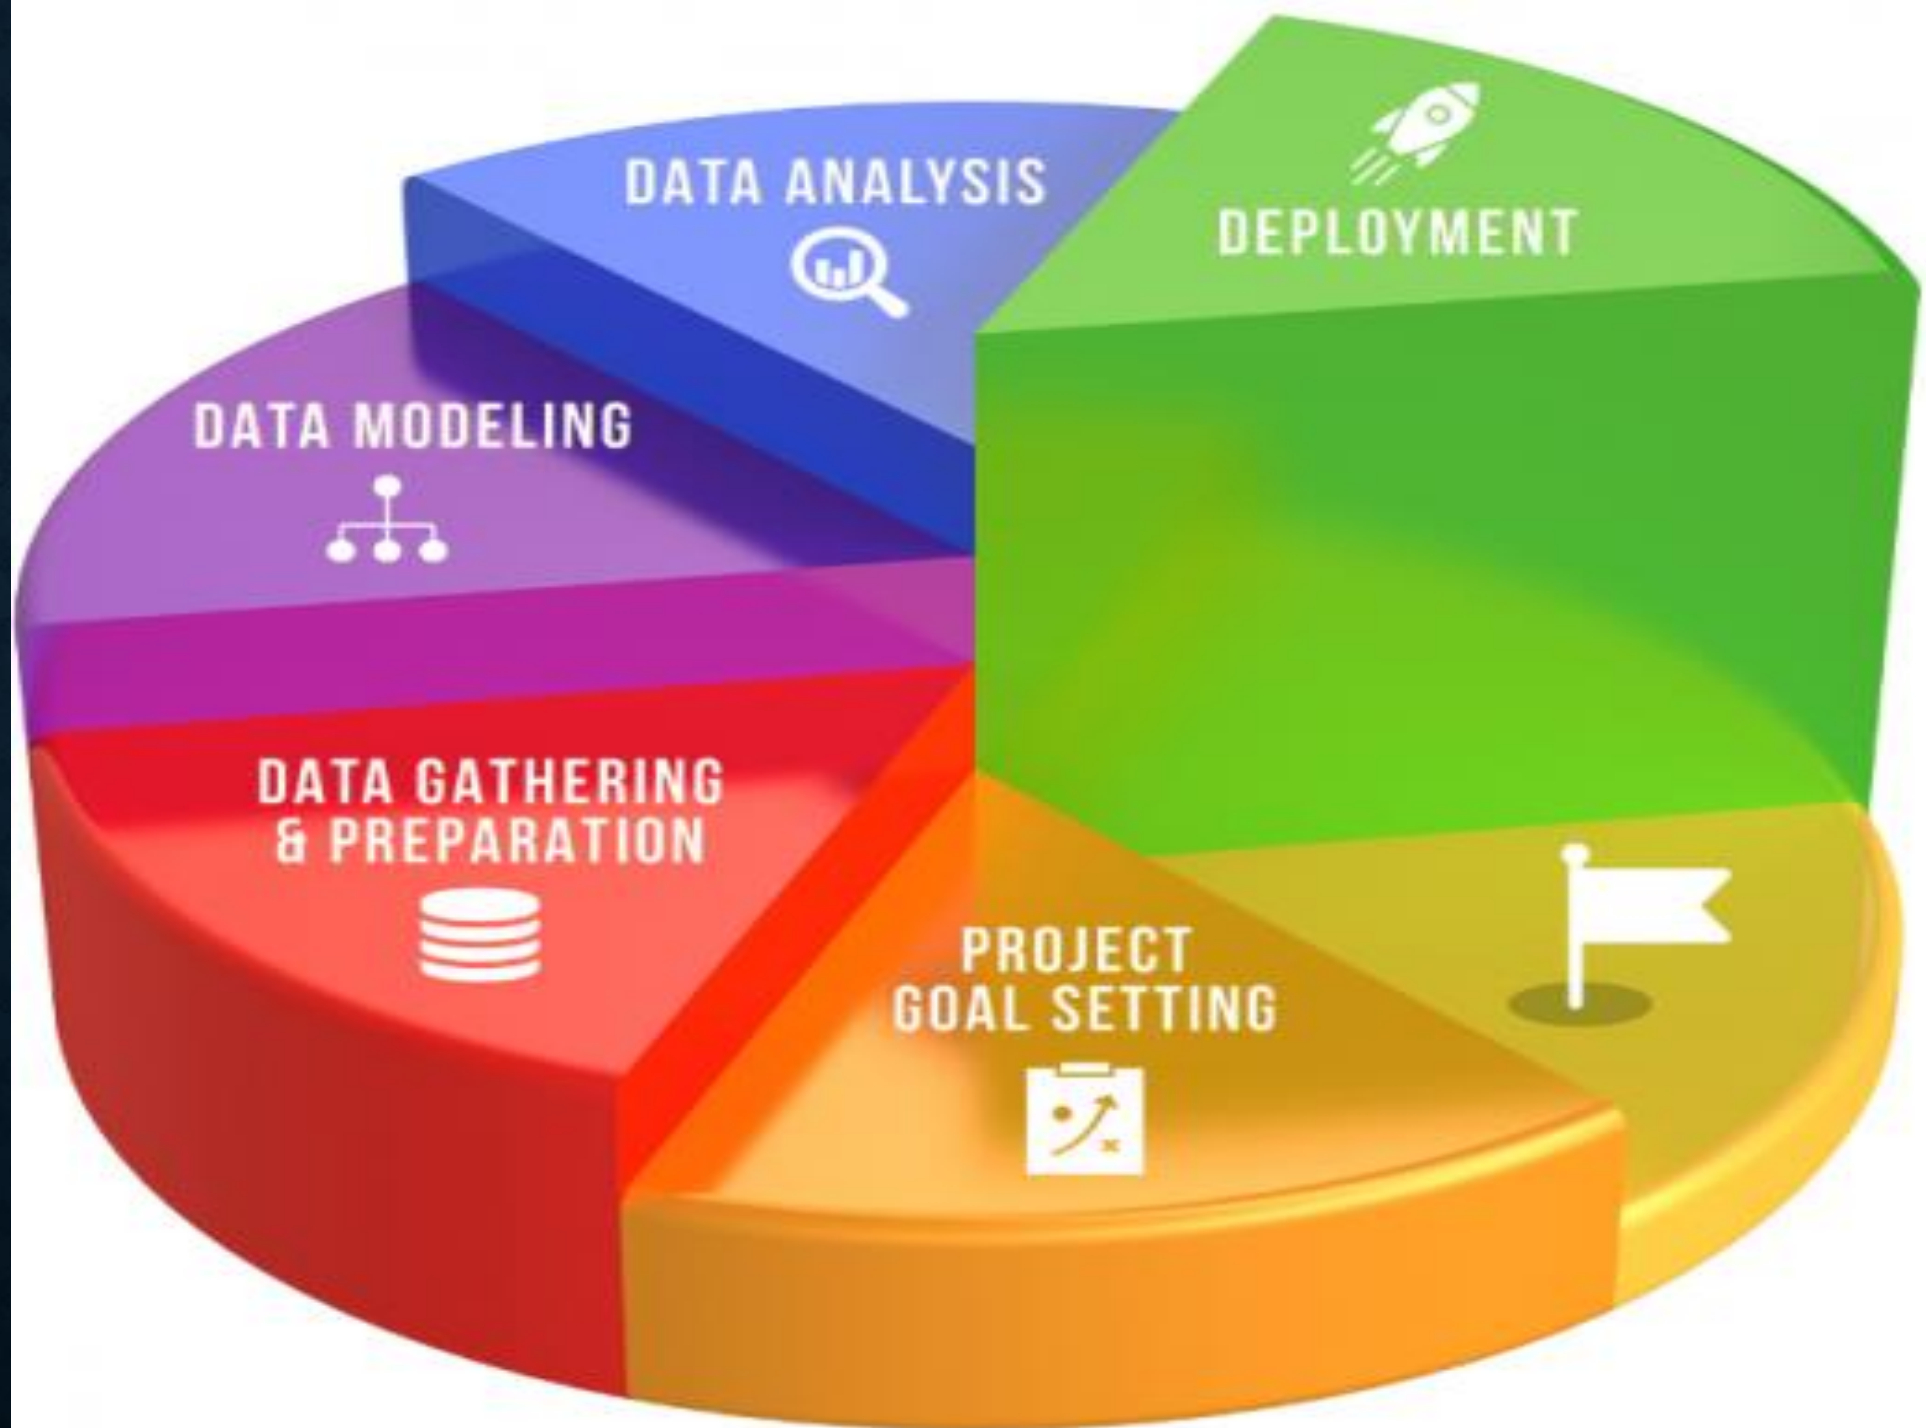 DATA ANALYSIS
DEPLOYMENT
DATA MODELING
DATA GATHERING
& PREPARATION
PROJECT
GOAL SETTING